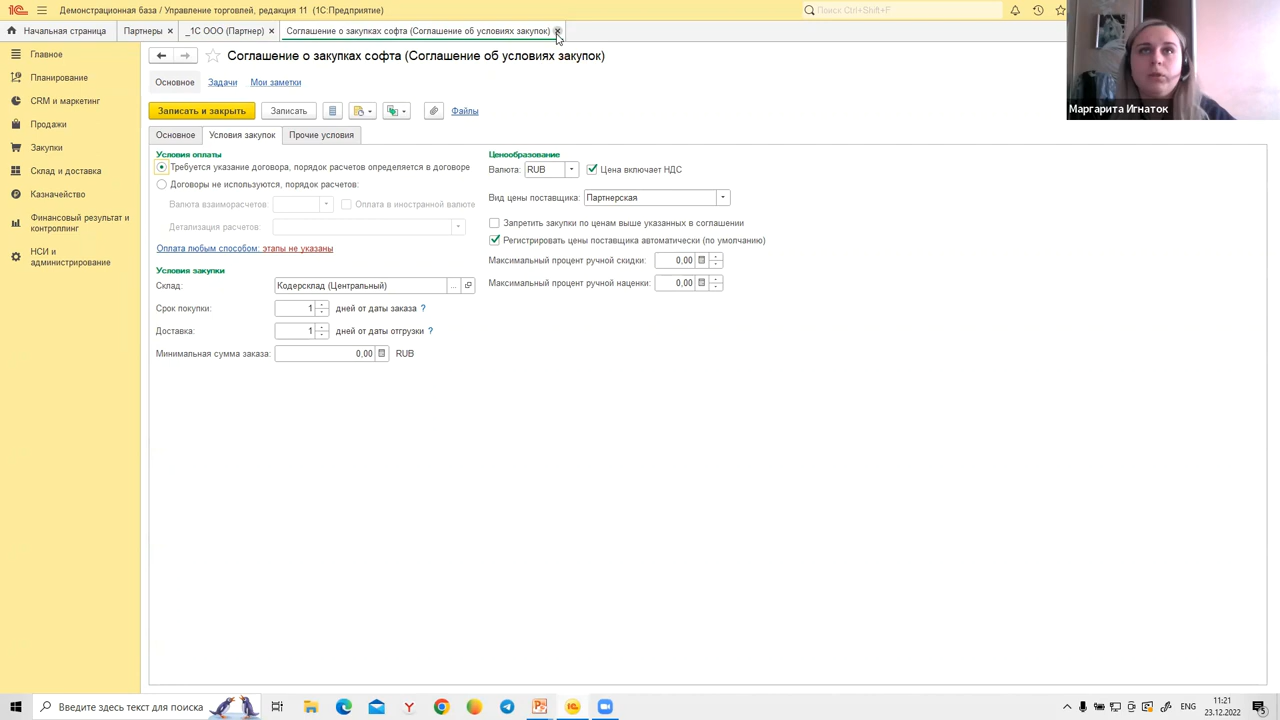 Демонстрационная база / Управление торговлей, редакция 11 (1С:Предприятие)
Поиск Ctrl+Shift+F
Начальная страница
Партнеры
_1С ООО (Партнер)
Соглашение о закупках софта (Соглашение об условиях закупок)
Соглашение о закупках софта (Соглашение об условиях закупок)
Маргарита Игнаток
Главное
Планирование
CRM и маркетинг
Продажи
Закупки
Склад и доставка
Казначейство
Финансовый результат и
контроллинг
НСИ и
администрирование
Основное
Задачи
Мои заметки
Записать и закрыть
Записать
Файлы
Основное
Условия закупок
Прочие условия
Условия оплаты
Требуется указание договора, порядок расчетов определяется в договоре
Договоры не используются, порядок расчетов:
Валюта взаиморасчетов:
Оплата в иностранной валюте
Детализация расчетов:
Оплата любым способом: этапы не указаны
Условия закупки
Склад: Кодерсклад (Центральный)
Срок покупки: 1 дней от даты заказа ?
Доставка: 1 дней от даты отгрузки ?
Минимальная сумма заказа: 0,00 RUB
Ценообразование
Валюта: RUB
Цена включает НДС
Вид цены поставщика: Партнерская
Запретить закупки по ценам выше указанных в соглашении
Регистрировать цены поставщика автоматически (по умолчанию)
Максимальный процент ручной скидки: 0,00
Максимальный процент ручной наценки: 0,00
Введите здесь текст для поиска
ENG
11:21
23.12.2022